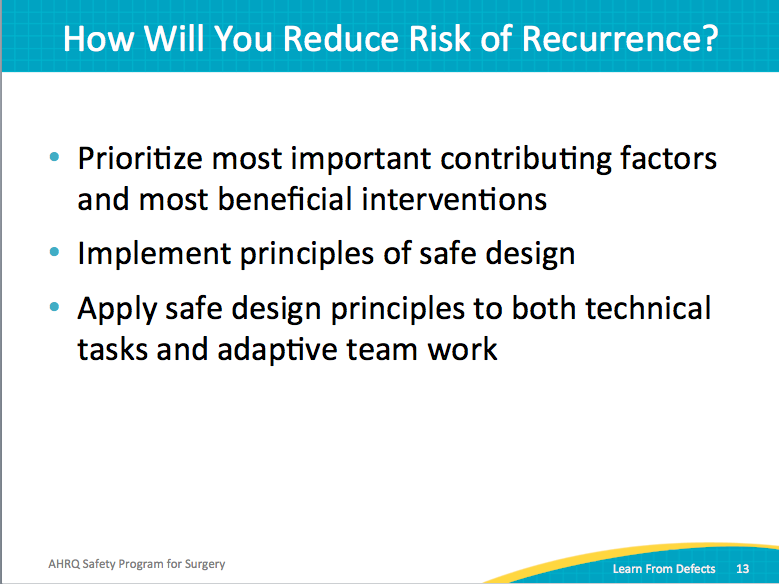 How Will You Reduce Risk of Recurrence?
• Prioritize most important contributing factors
and most beneficial interventions
• Implement principles of safe design
• Apply safe design principles to both technical
tasks and adaptive team work
AHRQ Safety Program for Surgery
Learn From Defects 13